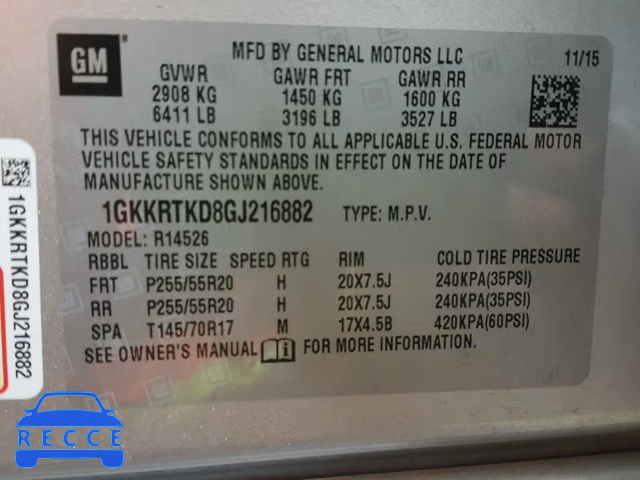 GM
MFD BY GENERAL MOTORS LLC 11/15
GVWR GAWR FRT GAWR RR
2908 KG 1450 KG 1600 KG
6411 LB 3196 LB 3527 LB
THIS VEHICLE CONFORMS TO ALL APPLICABLE U.S. FEDERAL MOTOR
VEHICLE SAFETY STANDARDS IN EFFECT ON THE DATE OF
MANUFACTURE SHOWN ABOVE.
1GKKRTKD8GJ216882 TYPE: M.P.V.
MODEL: R14526
RBBL TIRE SIZE SPEED RTG RIM COLD TIRE PRESSURE
FRT P255/55R20 H 20X7.5J 240KPA(35PSI)
RR P255/55R20 H 20X7.5J 240KPA(35PSI)
SPA T145/70R17 M 17X4.5B 420KPA(60PSI)
SEE OWNER'S MANUAL FOR MORE INFORMATION.
1GKKRTKD8GJ216882
RECCE